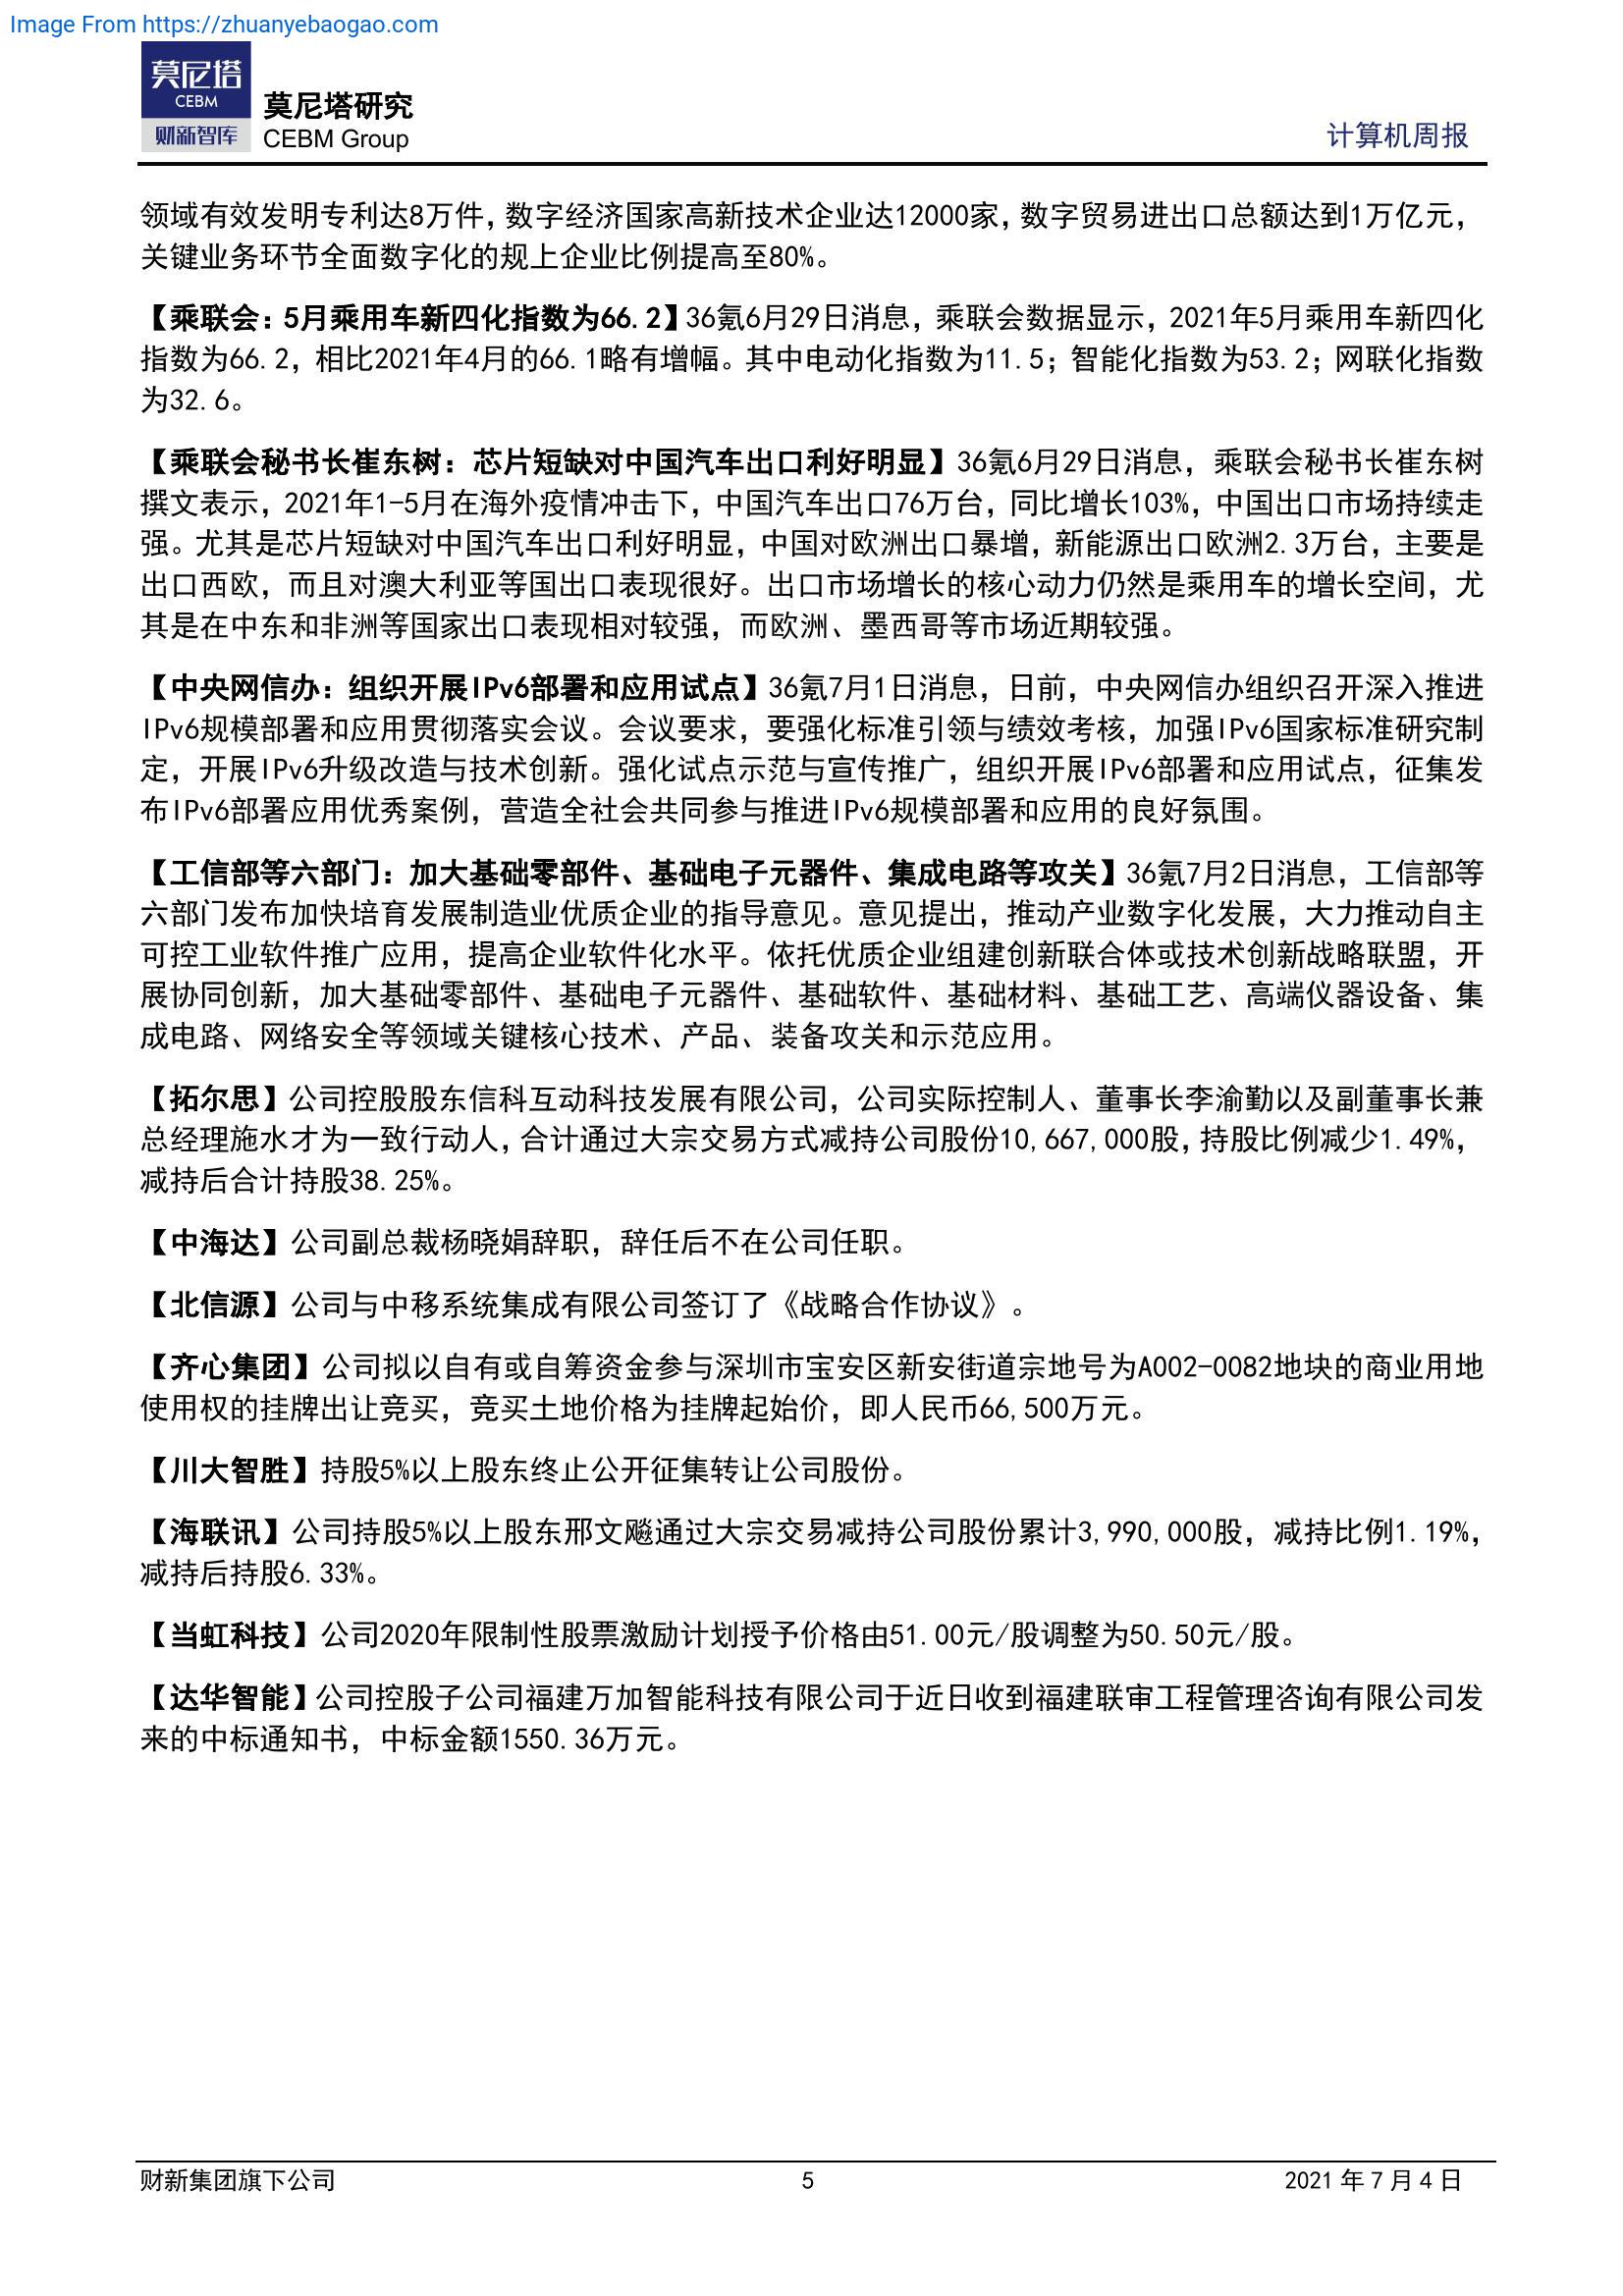 Image From https://zhuanyebaogao.com
莫尼塔
CEBM
财新智库
莫尼塔研究
CEBM Group
计算机周报
领域有效发明专利达8万件，数字经济国家高新技术企业达12000家，数字贸易进出口总额达到1万亿元，
关键业务环节全面数字化的规上企业比例提高至80%。
【乘联会：5月乘用车新四化指数为66.2】36氪6月29日消息，乘联会数据显示，2021年5月乘用车新四化
指数为66.2，相比2021年4月的66.1略有增幅。其中电动化指数为11.5；智能化指数为53.2；网联化指数
为32.6。
【乘联会秘书长崔东树：芯片短缺对中国汽车出口利好明显】36氪6月29日消息，乘联会秘书长崔东树
撰文表示，2021年1-5月在海外疫情冲击下，中国汽车出口76万台，同比增长103%，中国出口市场持续走
强。尤其是芯片短缺对中国汽车出口利好明显，中国对欧洲出口暴增，新能源出口欧洲2.3万台，主要是
出口西欧，而且对澳大利亚等国出口表现很好。出口市场增长的核心动力仍然是乘用车的增长空间，尤
其是在中东和非洲等国家出口表现相对较强，而欧洲、墨西哥等市场近期较强。
【中央网信办：组织开展IPv6部署和应用试点】36氪7月1日消息，日前，中央网信办组织召开深入推进
IPv6规模部署和应用贯彻落实会议。会议要求，要强化标准引领与绩效考核，加强IPv6国家标准研究制
定，开展IPv6升级改造与技术创新。强化试点示范与宣传推广，组织开展IPv6部署和应用试点，征集发
布IPv6部署应用优秀案例，营造全社会共同参与推进IPv6规模部署和应用的良好氛围。
【工信部等六部门：加大基础零部件、基础电子元器件、集成电路等攻关】36氪7月2日消息，工信部等
六部门发布加快培育发展制造业优质企业的指导意见。意见提出，推动产业数字化发展，大力推动自主
可控工业软件推广应用，提高企业软件化水平。依托优质企业组建创新联合体或技术创新战略联盟，开
展协同创新，加大基础零部件、基础电子元器件、基础软件、基础材料、基础工艺、高端仪器设备、集
成电路、网络安全等领域关键核心技术、产品、装备攻关和示范应用。
【拓尔思】公司控股股东信科互动科技发展有限公司，公司实际控制人、董事长李渝勤以及副董事长兼
总经理施水才为一致行动人，合计通过大宗交易方式减持公司股份10,667,000股，持股比例减少1.49%，
减持后合计持股38.25%。
【中海达】公司副总裁杨晓娟辞职，辞任后不在公司任职。
【北信源】公司与中移系统集成有限公司签订了《战略合作协议》。
【齐心集团】公司拟以自有或自筹资金参与深圳市宝安区新安街道宗地号为A002-0082地块的商业用地
使用权的挂牌出让竞买，竞买土地价格为挂牌起始价，即人民币66,500万元。
【川大智胜】持股5%以上股东终止公开征集转让公司股份。
【海联讯】公司持股5%以上股东邢文飚通过大宗交易减持公司股份累计3,990,000股，减持比例1.19%，
减持后持股6.33%。
【当虹科技】公司2020年限制性股票激励计划授予价格由51.00元/股调整为50.50元/股。
【达华智能】公司控股子公司福建万加智能科技有限公司于近日收到福建联审工程管理咨询有限公司发
来的中标通知书，中标金额1550.36万元。
财新集团旗下公司
5
2021 年 7 月 4 日